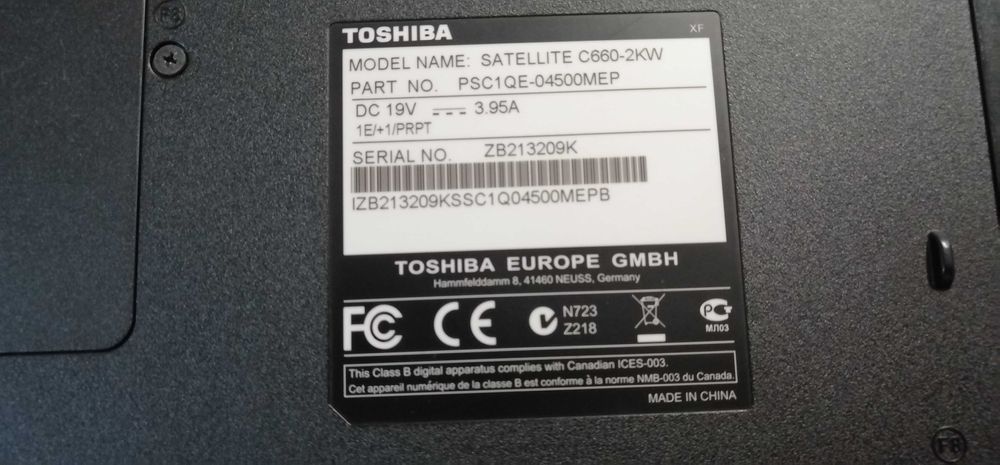 F8
TOSHIBA
XF
MODEL NAME: SATELLITE C660-2KW
PART NO. PSC1QE-04500MEP
DC 19V 3.95A
1E/+1/PRPT
SERIAL NO. ZB213209K
IZB213209KSSC1Q04500MEPB
TOSHIBA EUROPE GMBH
Hammfelddamm 8, 41460 NEUSS, Germany
FC CE N723
Z218
PG
МЛ03
This Class B digital apparatus complies with Canadian ICES-003.
Cet appareil numérique de la classe B est conforme à la norme NMB-003 du Canada.
MADE IN CHINA
F8